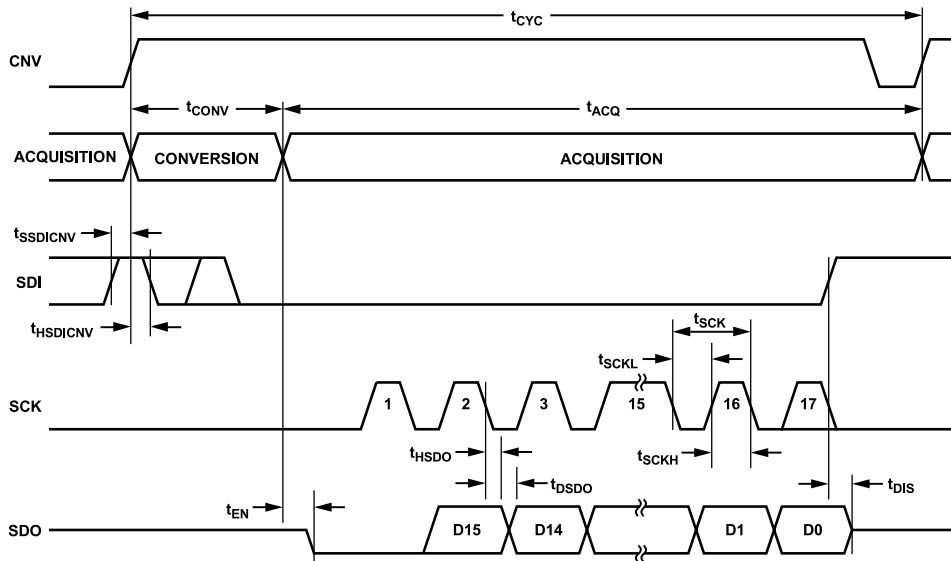 tCYC
CNV
tCONV
tACQ
ACQUISITION
CONVERSION
ACQUISITION
tSSDICNV
SDI
tHSDICNV
tSCK
tSCKL
SCK
1
2
3
15
16
17
tHSDO
tDSDO
tSCKH
tEN
tDIS
SDO
D15
D14
D1
D0